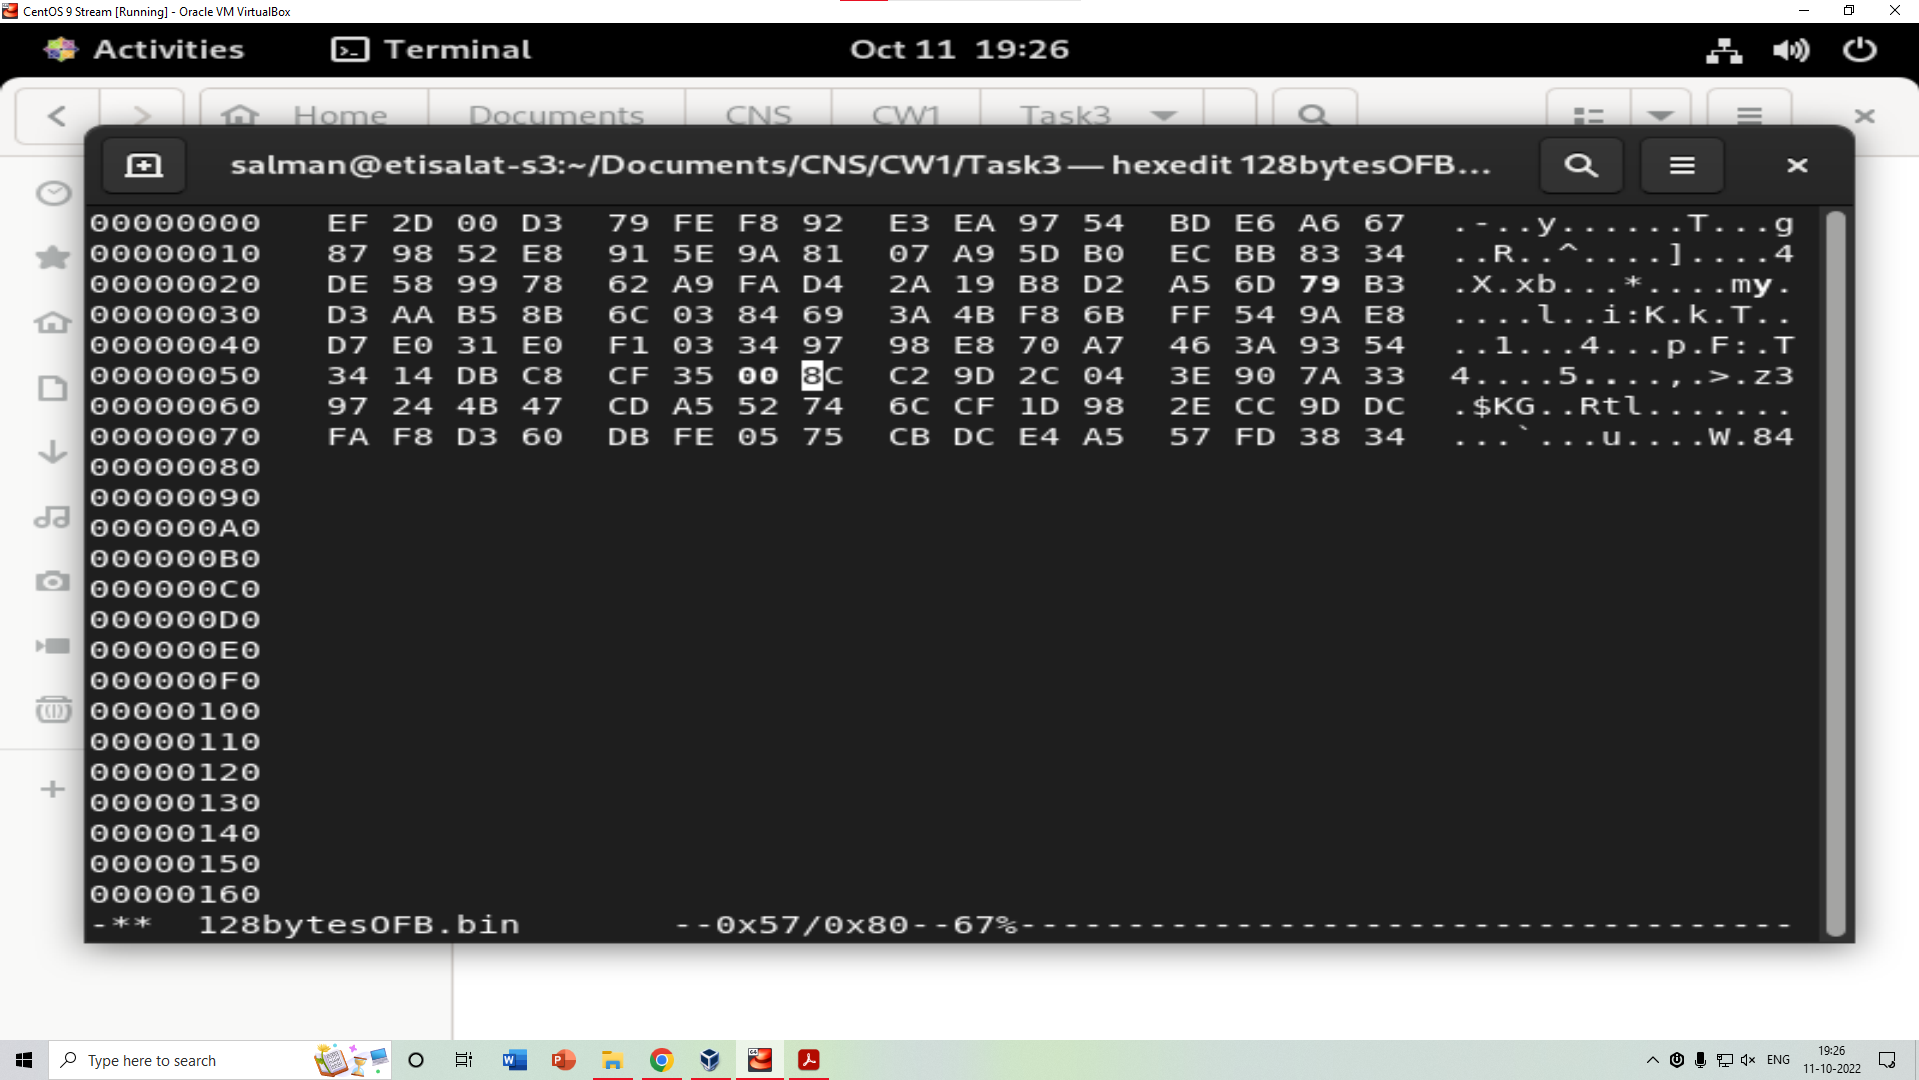 CentOS 9 Stream [Running] - Oracle VM VirtualBox
Activities Terminal Oct 11 19:26
Home Documents CNS CW1 Task3
salman@etisalat-s3:~/Documents/CNS/CW1/Task3 — hexedit 128bytesOFB...
00000000 EF 2D 00 D3 79 FE F8 92 E3 EA 97 54 BD E6 A6 67 .-..y......T...g
00000010 87 98 52 E8 91 5E 9A 81 07 A9 5D B0 EC BB 83 34 ..R..^....]....4
00000020 DE 58 99 78 62 A9 FA D4 2A 19 B8 D2 A5 6D 79 B3 .X.xb...*....my.
00000030 D3 AA B5 8B 6C 03 84 69 3A 4B F8 6B FF 54 9A E8 ....l..i:K.k.T..
00000040 D7 E0 31 E0 F1 03 34 97 98 E8 70 A7 46 3A 93 54 ..1...4...p.F:.T
00000050 34 14 DB C8 CF 35 00 8C C2 9D 2C 04 3E 90 7A 33 4....5....,.>.z3
00000060 97 24 4B 47 CD A5 52 74 6C CF 1D 98 2E CC 9D DC .$KG..Rtl.......
00000070 FA F8 D3 60 DB FE 05 75 CB DC E4 A5 57 FD 38 34 ...`...u....W.84
00000080
00000090
000000A0
000000B0
000000C0
000000D0
000000E0
000000F0
00000100
00000110
00000120
00000130
00000140
00000150
00000160
-** 128bytesOFB.bin --0x57/0x80--67%------------------------------------
Type here to search
ENG
19:26
11-10-2022